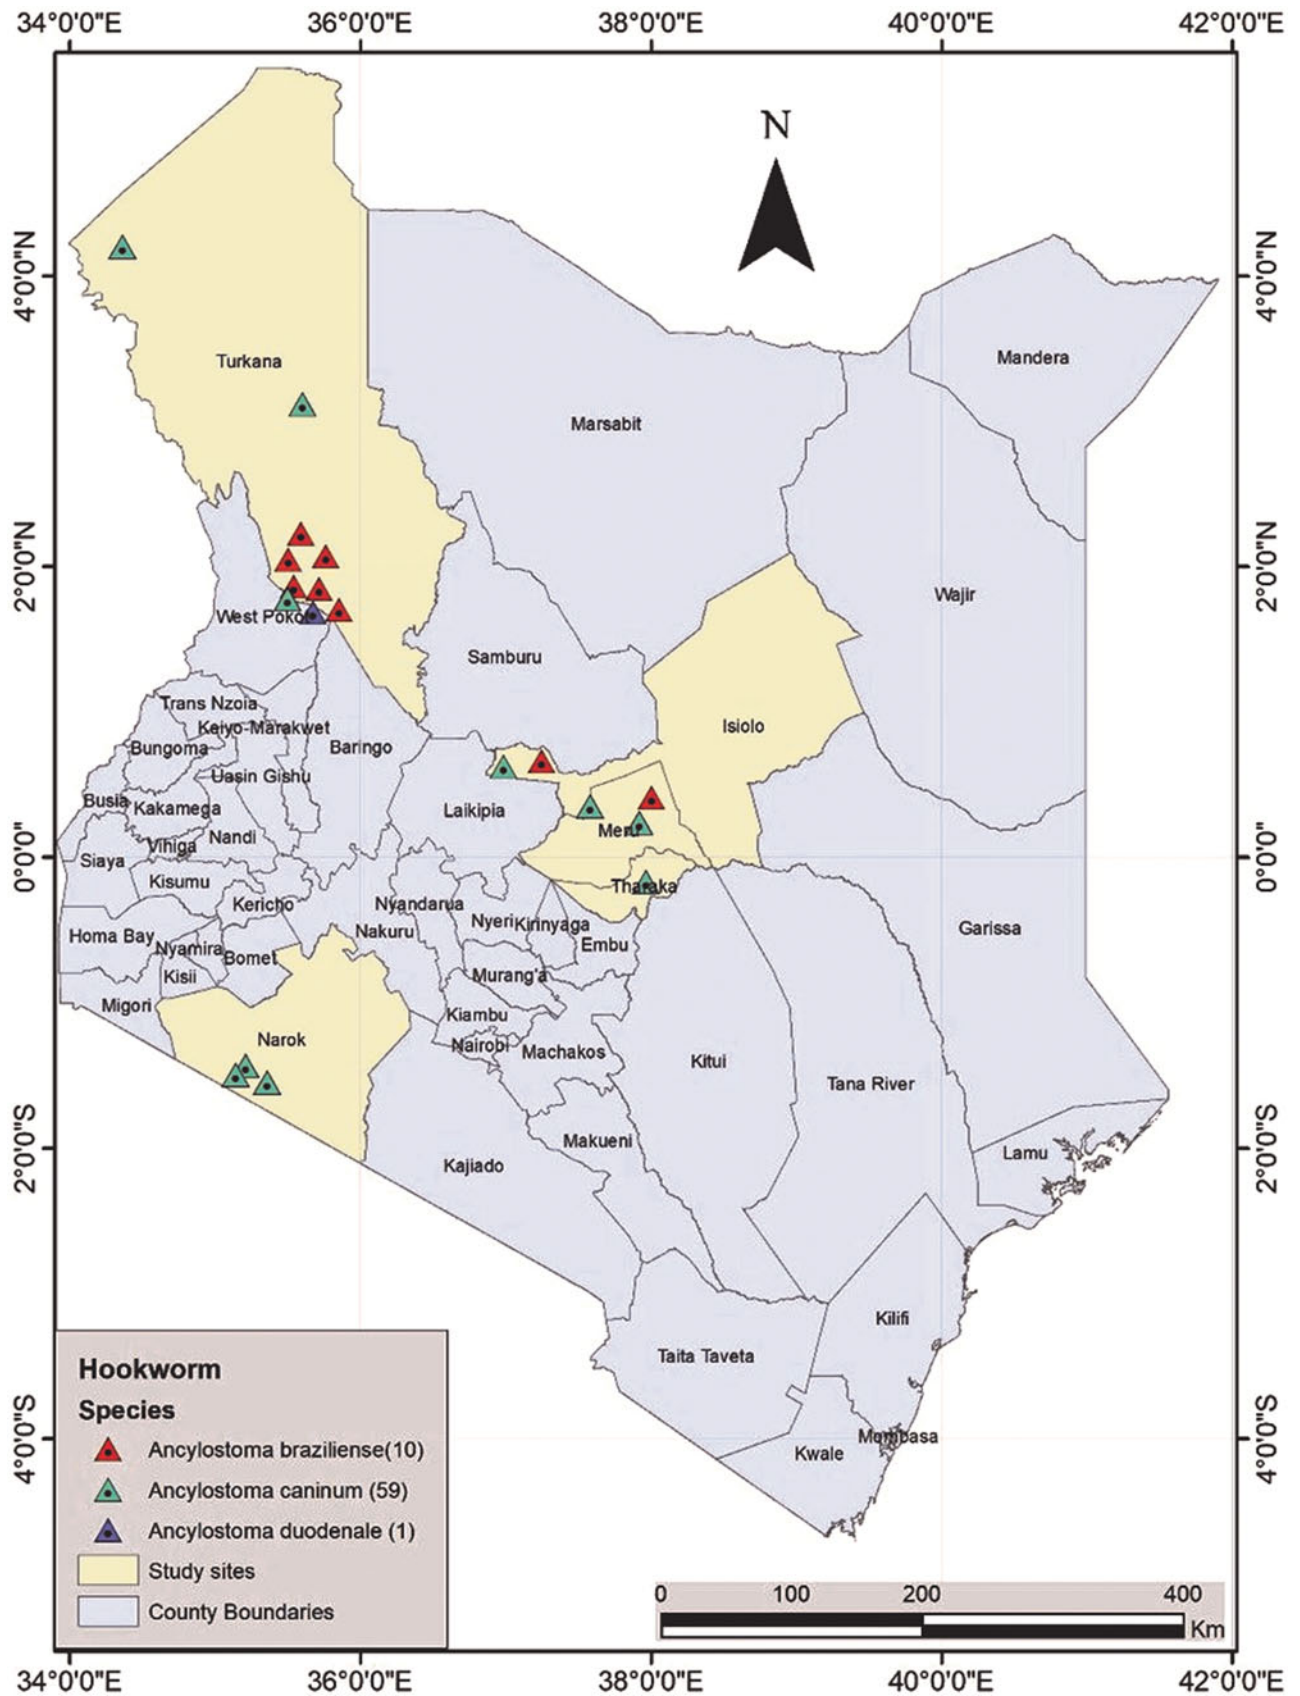 34°0'0"E 36°0'0"E 38°0'0"E 40°0'0"E 42°0'0"E
N
4°0'0"N
4°0'0"N
Turkana
Mandera
Marsabit
2°0'0"N
2°0'0"N
Wajir
West Pokot
Samburu
Trans Nzoia
Isiolo
Keiyo-Marakwet
Bungoma
Baringo
Uasin Gishu
Busia
Kakamega
Laikipia
Meru
Nandi
Vihiga
0°0'0"
0°0'0"
Siaya
Kisumu
Tharaka
Kericho
Nyandarua
Nyeri
Kirinyaga
Garissa
Homa Bay
Nakuru
Nyamira
Embu
Bomet
Kisii
Murang'a
Migori
Kiambu
Narok
Nairobi
Machakos
Kitui
Tana River
2°0'0"S
2°0'0"S
Makueni
Lamu
Kajiado
Kilifi
Taita Taveta
Mombasa
Kwale
4°0'0"S
4°0'0"S
Hookworm
Species
Ancylostoma braziliense(10)
Ancylostoma caninum (59)
Ancylostoma duodenale (1)
Study sites
County Boundaries
0 100 200 400
Km
34°0'0"E 36°0'0"E 38°0'0"E 40°0'0"E 42°0'0"E